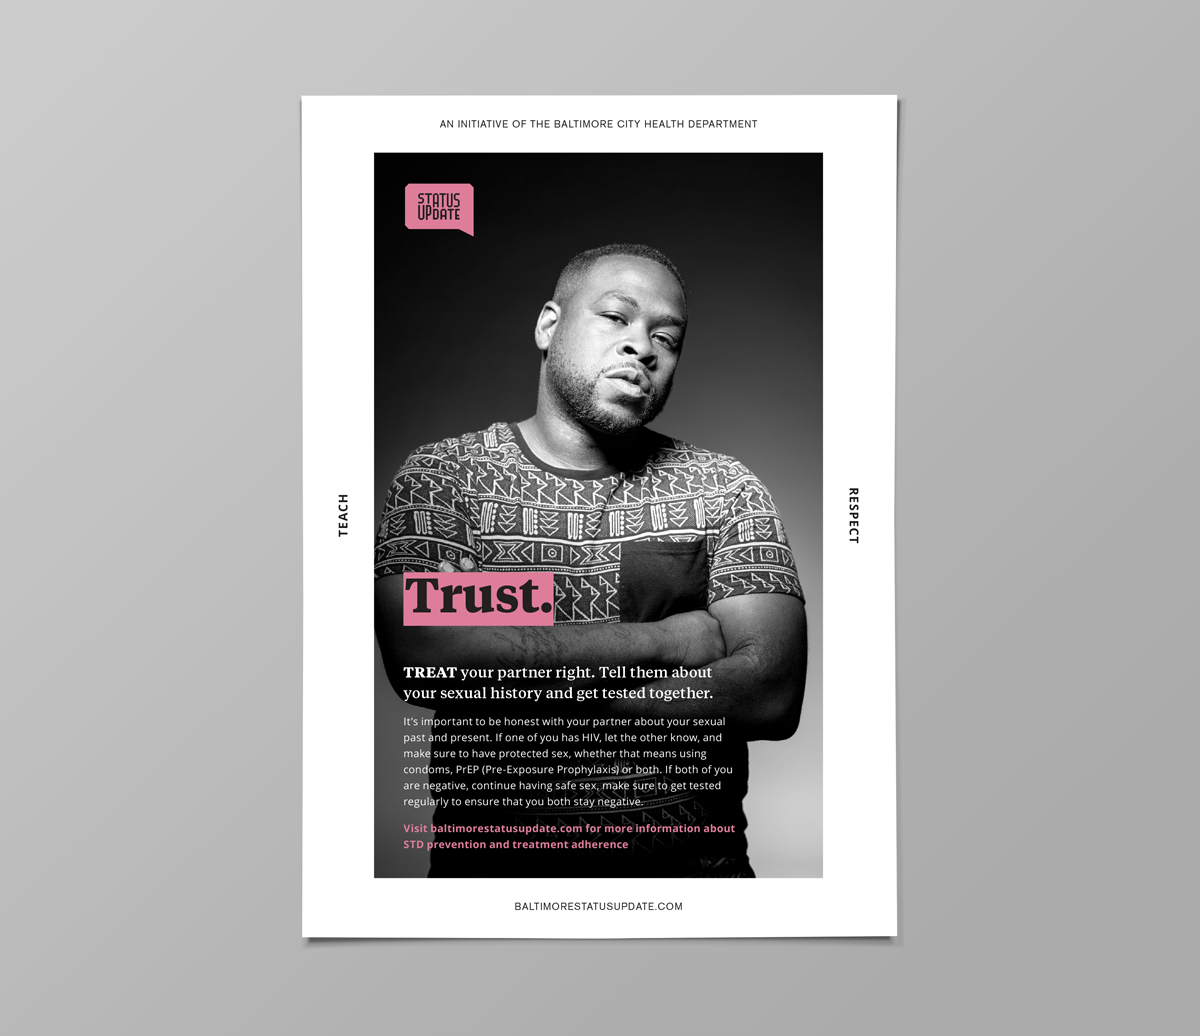 AN INITIATIVE OF THE BALTIMORE CITY HEALTH DEPARTMENT
STATUS
UPDATE
TEACH
RESPECT
Trust.
TREAT your partner right. Tell them about
your sexual history and get tested together.
It's important to be honest with your partner about your sexual
past and present. If one of you has HIV, let the other know, and
make sure to have protected sex, whether that means using
condoms, PrEP (Pre-Exposure Prophylaxis) or both. If both of you
are negative, continue having safe sex, make sure to get tested
regularly to ensure that you both stay negative.
Visit baltimorestatusupdate.com for more information about
STD prevention and treatment adherence
BALTIMORESTATUSUPDATE.COM